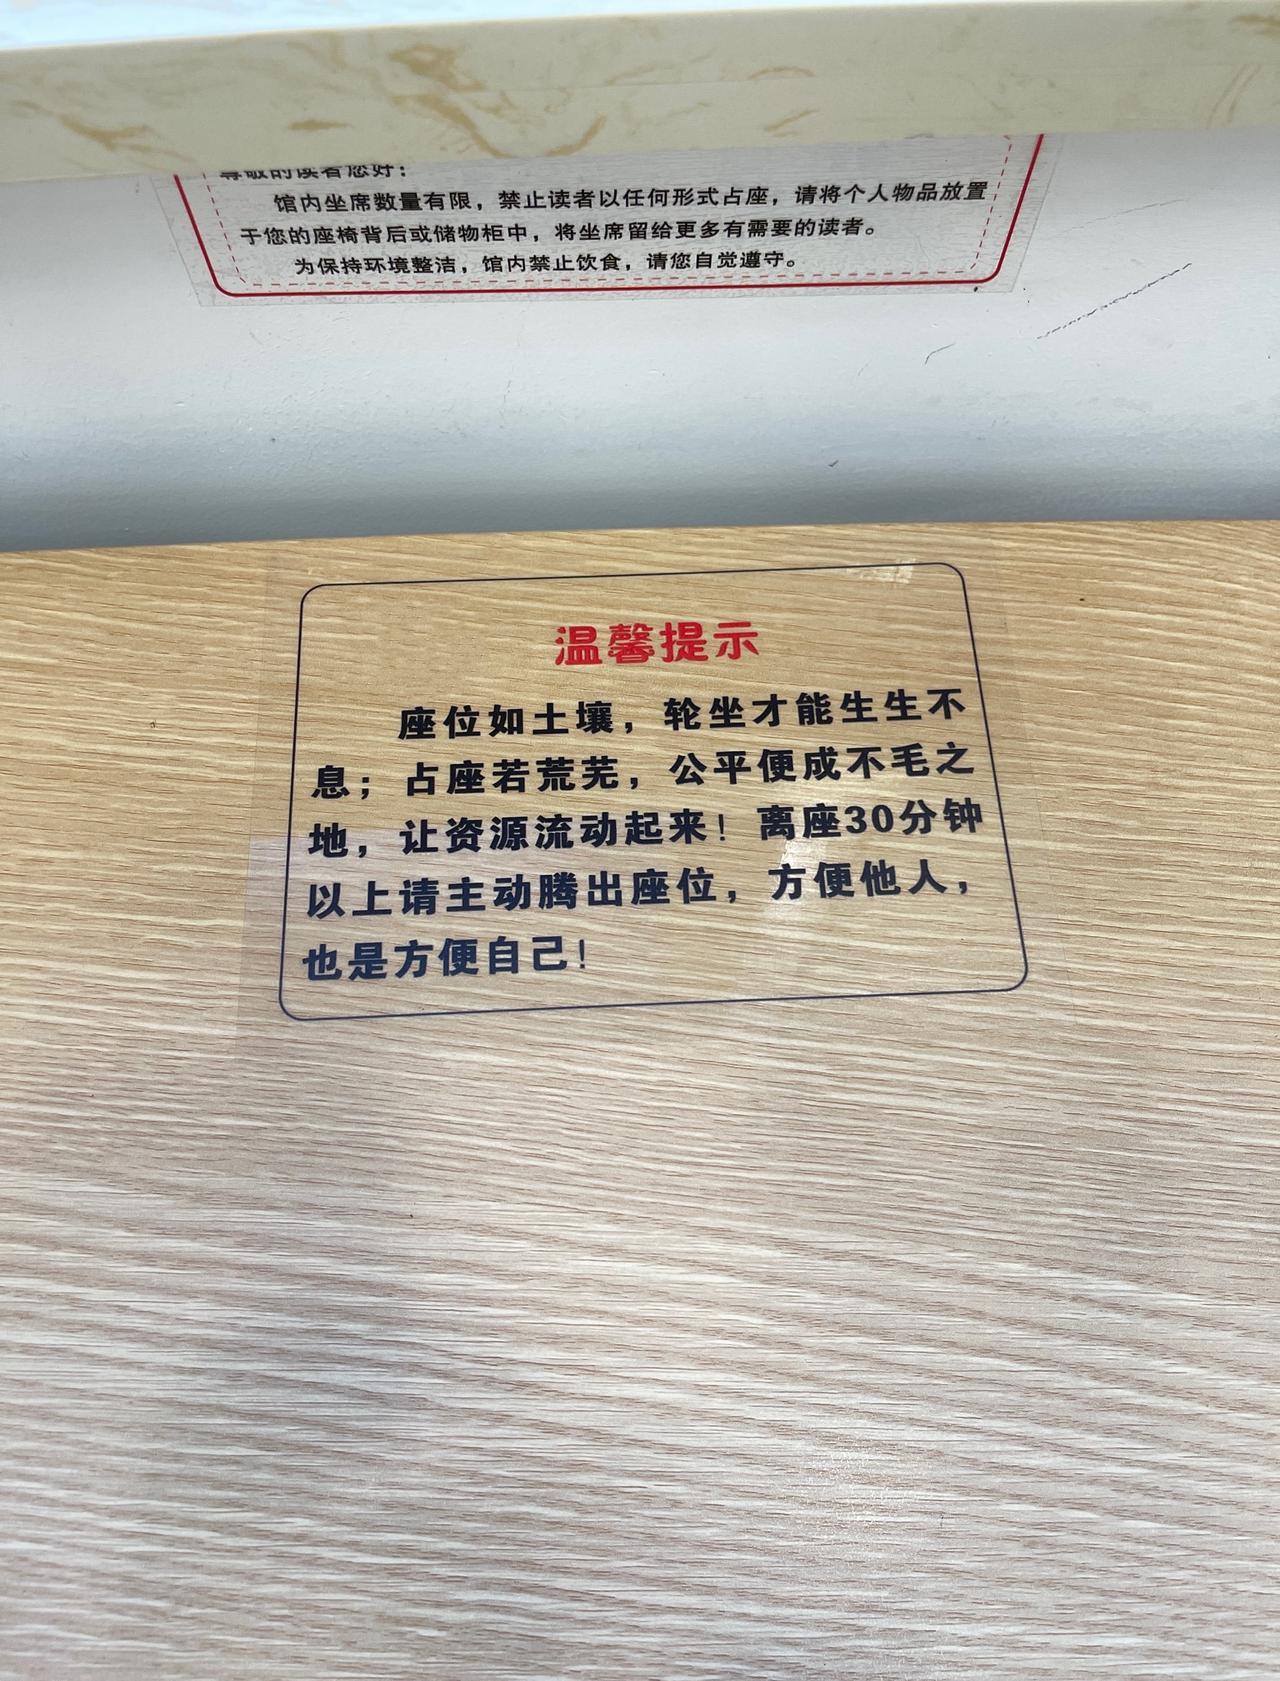 尊敬的读者您好：
馆内坐席数量有限，禁止读者以任何形式占座，请将个人物品放置
于您的座椅背后或储物柜中，将坐席留给更多有需要的读者。
为保持环境整洁，馆内禁止饮食，请您自觉遵守。
温馨提示
座位如土壤，轮坐才能生生不
息；占座若荒芜，公平便成不毛之
地，让资源流动起来！离座30分钟
以上请主动腾出座位，方便他人，
也是方便自己！